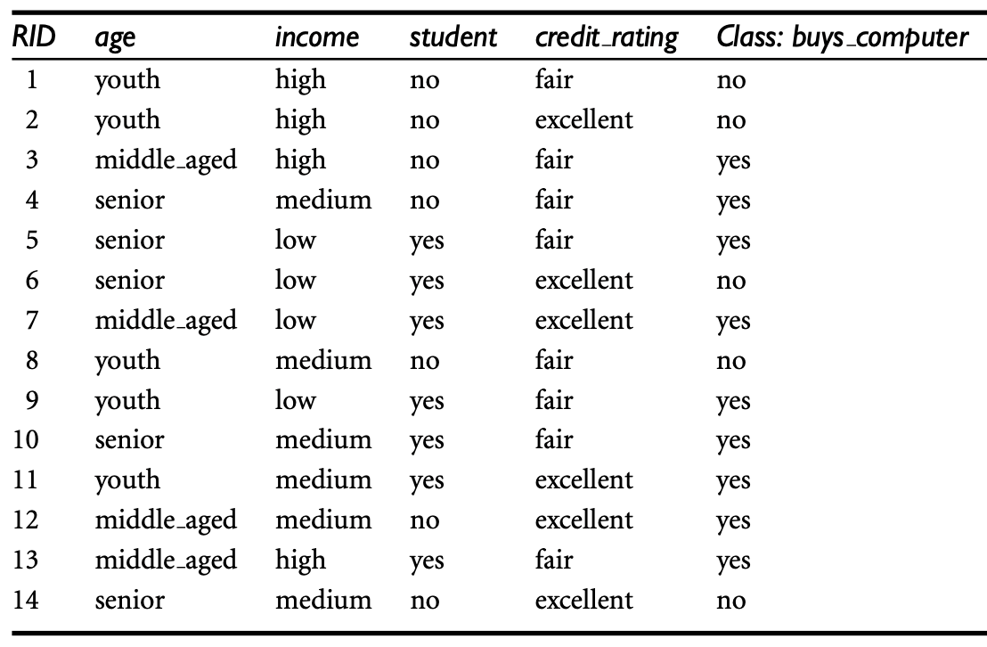 RID age income student credit_rating Class: buys_computer
1 youth high no fair no
2 youth high no excellent no
3 middle_aged high no fair yes
4 senior medium no fair yes
5 senior low yes fair yes
6 senior low yes excellent no
7 middle_aged low yes excellent yes
8 youth medium no fair no
9 youth low yes fair yes
10 senior medium yes fair yes
11 youth medium yes excellent yes
12 middle_aged medium no excellent yes
13 middle_aged high yes fair yes
14 senior medium no excellent no